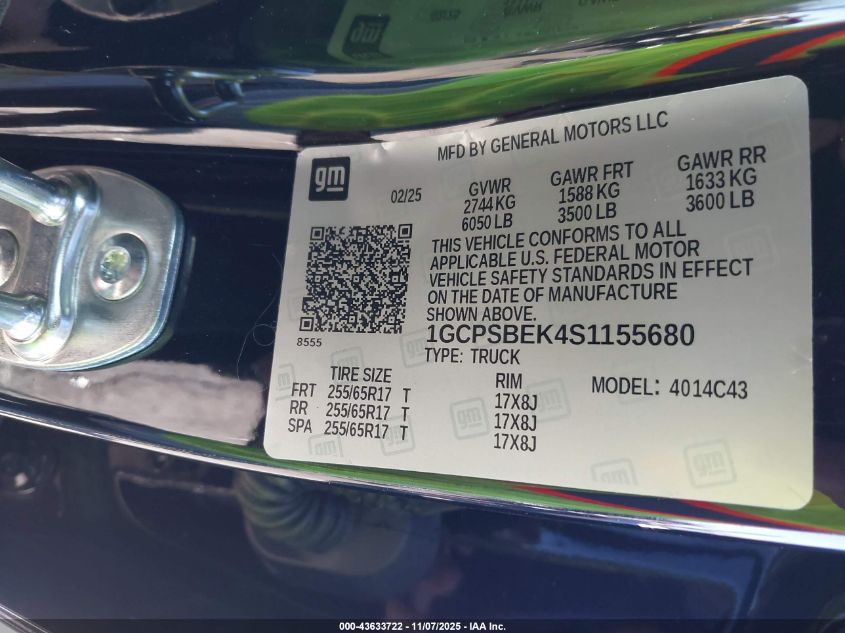 MFD BY GENERAL MOTORS LLC
gm
02/25
GVWR
2744 KG
6050 LB
GAWR FRT
1588 KG
3500 LB
GAWR RR
1633 KG
3600 LB
THIS VEHICLE CONFORMS TO ALL
APPLICABLE U.S. FEDERAL MOTOR
VEHICLE SAFETY STANDARDS IN EFFECT
ON THE DATE OF MANUFACTURE
SHOWN ABOVE.
8555
1GCPSBEK4S1155680
TYPE: TRUCK
TIRE SIZE
RIM
MODEL: 4014C43
FRT 255/65R17 T 17X8J
RR 255/65R17 T 17X8J
SPA 255/65R17 T 17X8J
000-43633722 - 11/07/2025 - IAA Inc.